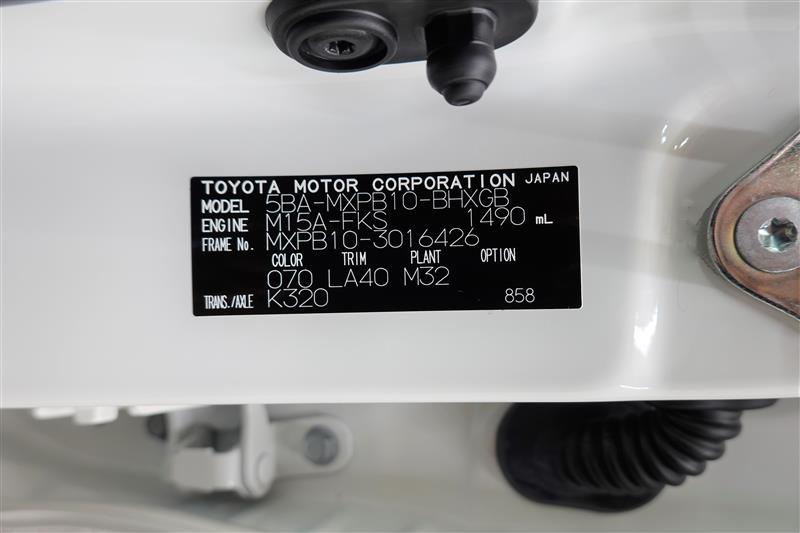 TOYOTA MOTOR CORPORATION JAPAN
MODEL 5BA-MXPB10-BHXGB
ENGINE M15A-FKS 1490 mL
FRAME No. MXPB10-3016426
COLOR TRIM PLANT OPTION
070 LA40 M32
TRANS./AXLE K320 858